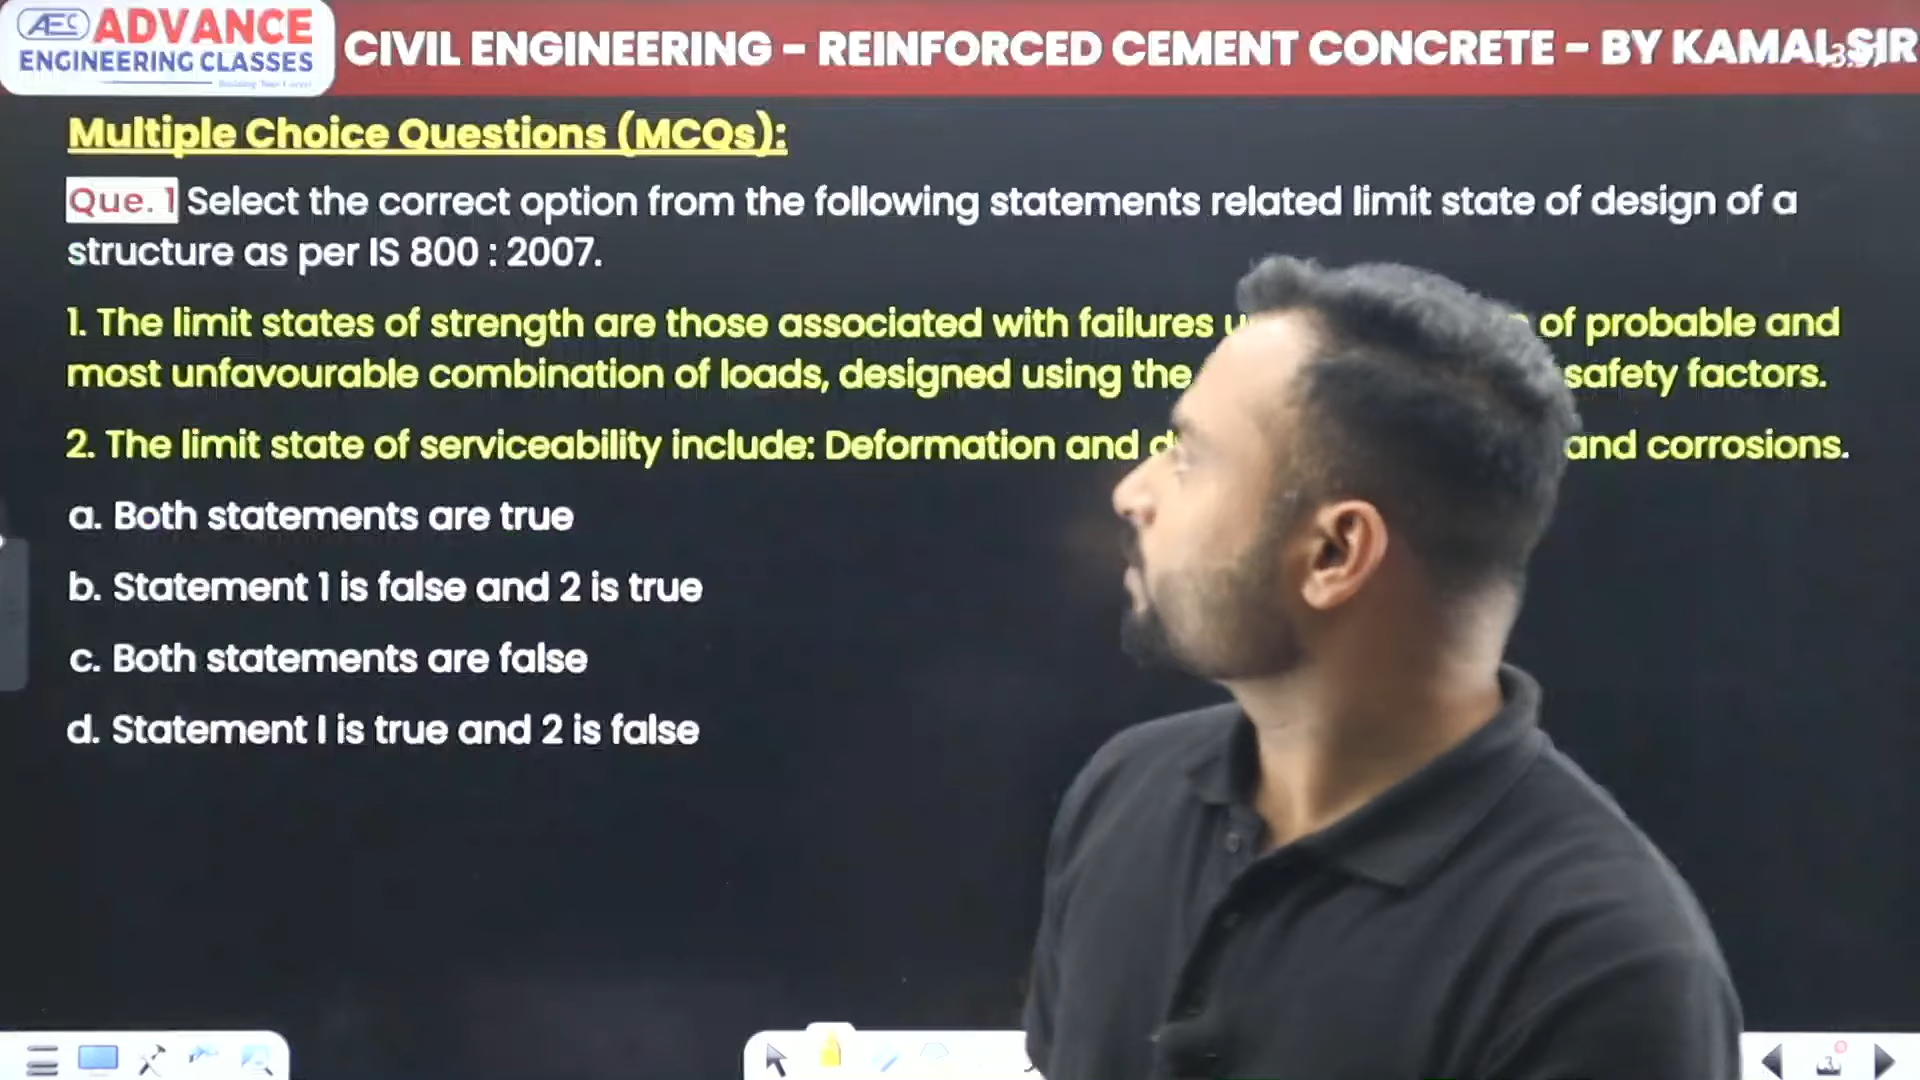 AEC ADVANCE
ENGINEERING CLASSES
CIVIL ENGINEERING – REINFORCED CEMENT CONCRETE – BY KAMAL SIR
Multiple Choice Questions (MCQs):
Que. 1 Select the correct option from the following statements related limit state of design of a
structure as per IS 800 : 2007.
1. The limit states of strength are those associated with failures of probable and
most unfavourable combination of loads, designed using the safety factors.
2. The limit state of serviceability include: Deformation and and corrosions.
a. Both statements are true
b. Statement 1 is false and 2 is true
c. Both statements are false
d. Statement I is true and 2 is false